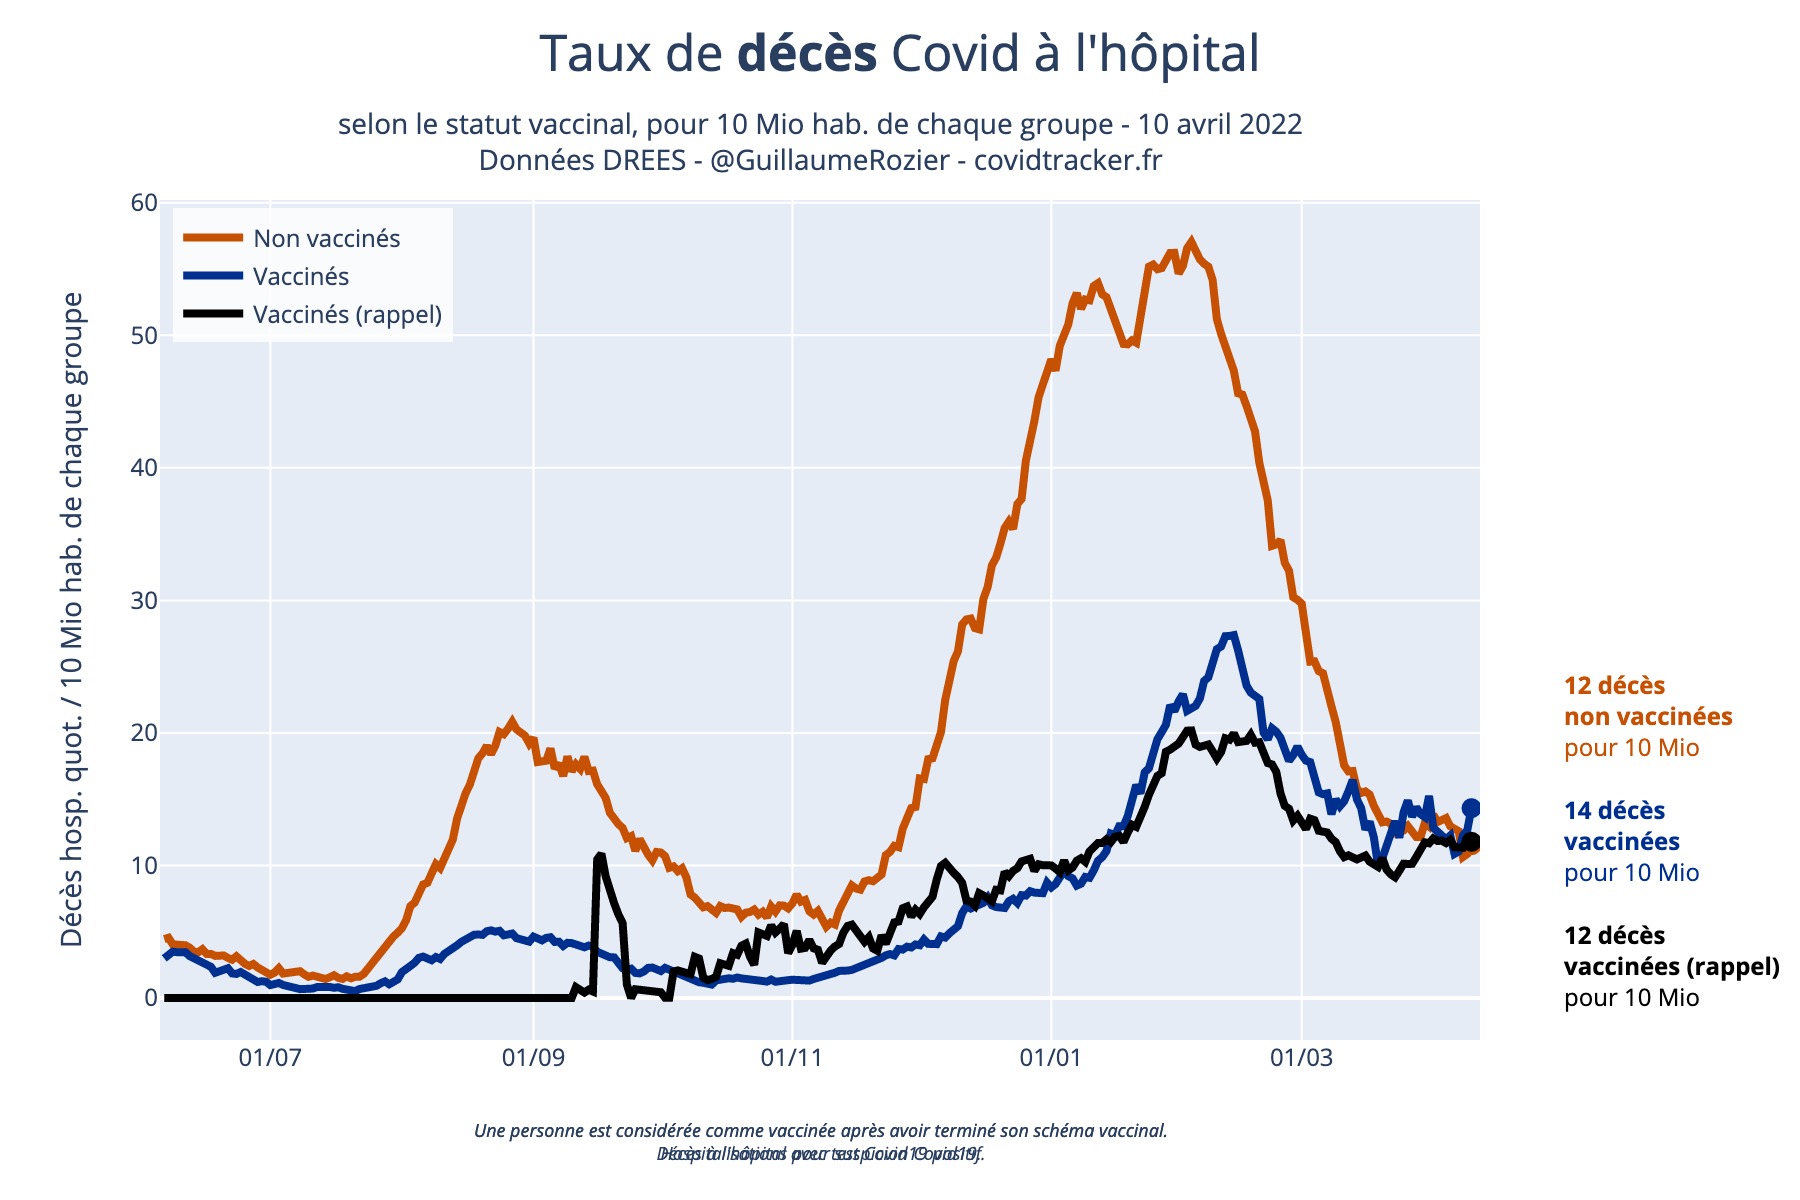 Taux de décès Covid à l'hôpital
selon le statut vaccinal, pour 10 Mio hab. de chaque groupe - 10 avril 2022
Données DREES - @GuillaumeRozier - covidtracker.fr
Décès hosp. quot. / 10 Mio hab. de chaque groupe
60
50
40
30
20
10
0
Non vaccinés
Vaccinés
Vaccinés (rappel)
12 décès
non vaccinées
pour 10 Mio
14 décès
vaccinées
pour 10 Mio
12 décès
vaccinées (rappel)
pour 10 Mio
01/07
01/09
01/11
01/01
01/03
Une personne est considérée comme vaccinée après avoir terminé son schéma vaccinal.